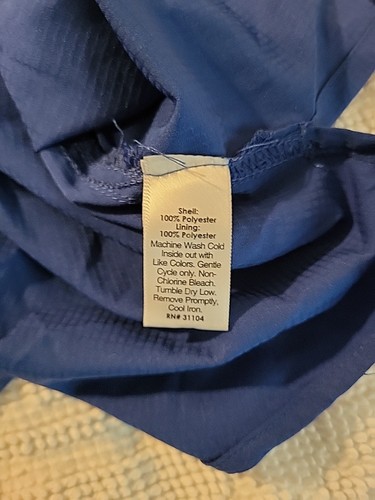 Shell:
100% Polyester
Lining:
100% Polyester
Machine Wash Cold
Inside out with
Like Colors. Gentle
Cycle only. Non-
Chlorine Bleach.
Tumble Dry Low.
Remove Promptly,
Cool Iron.
RN# 31104